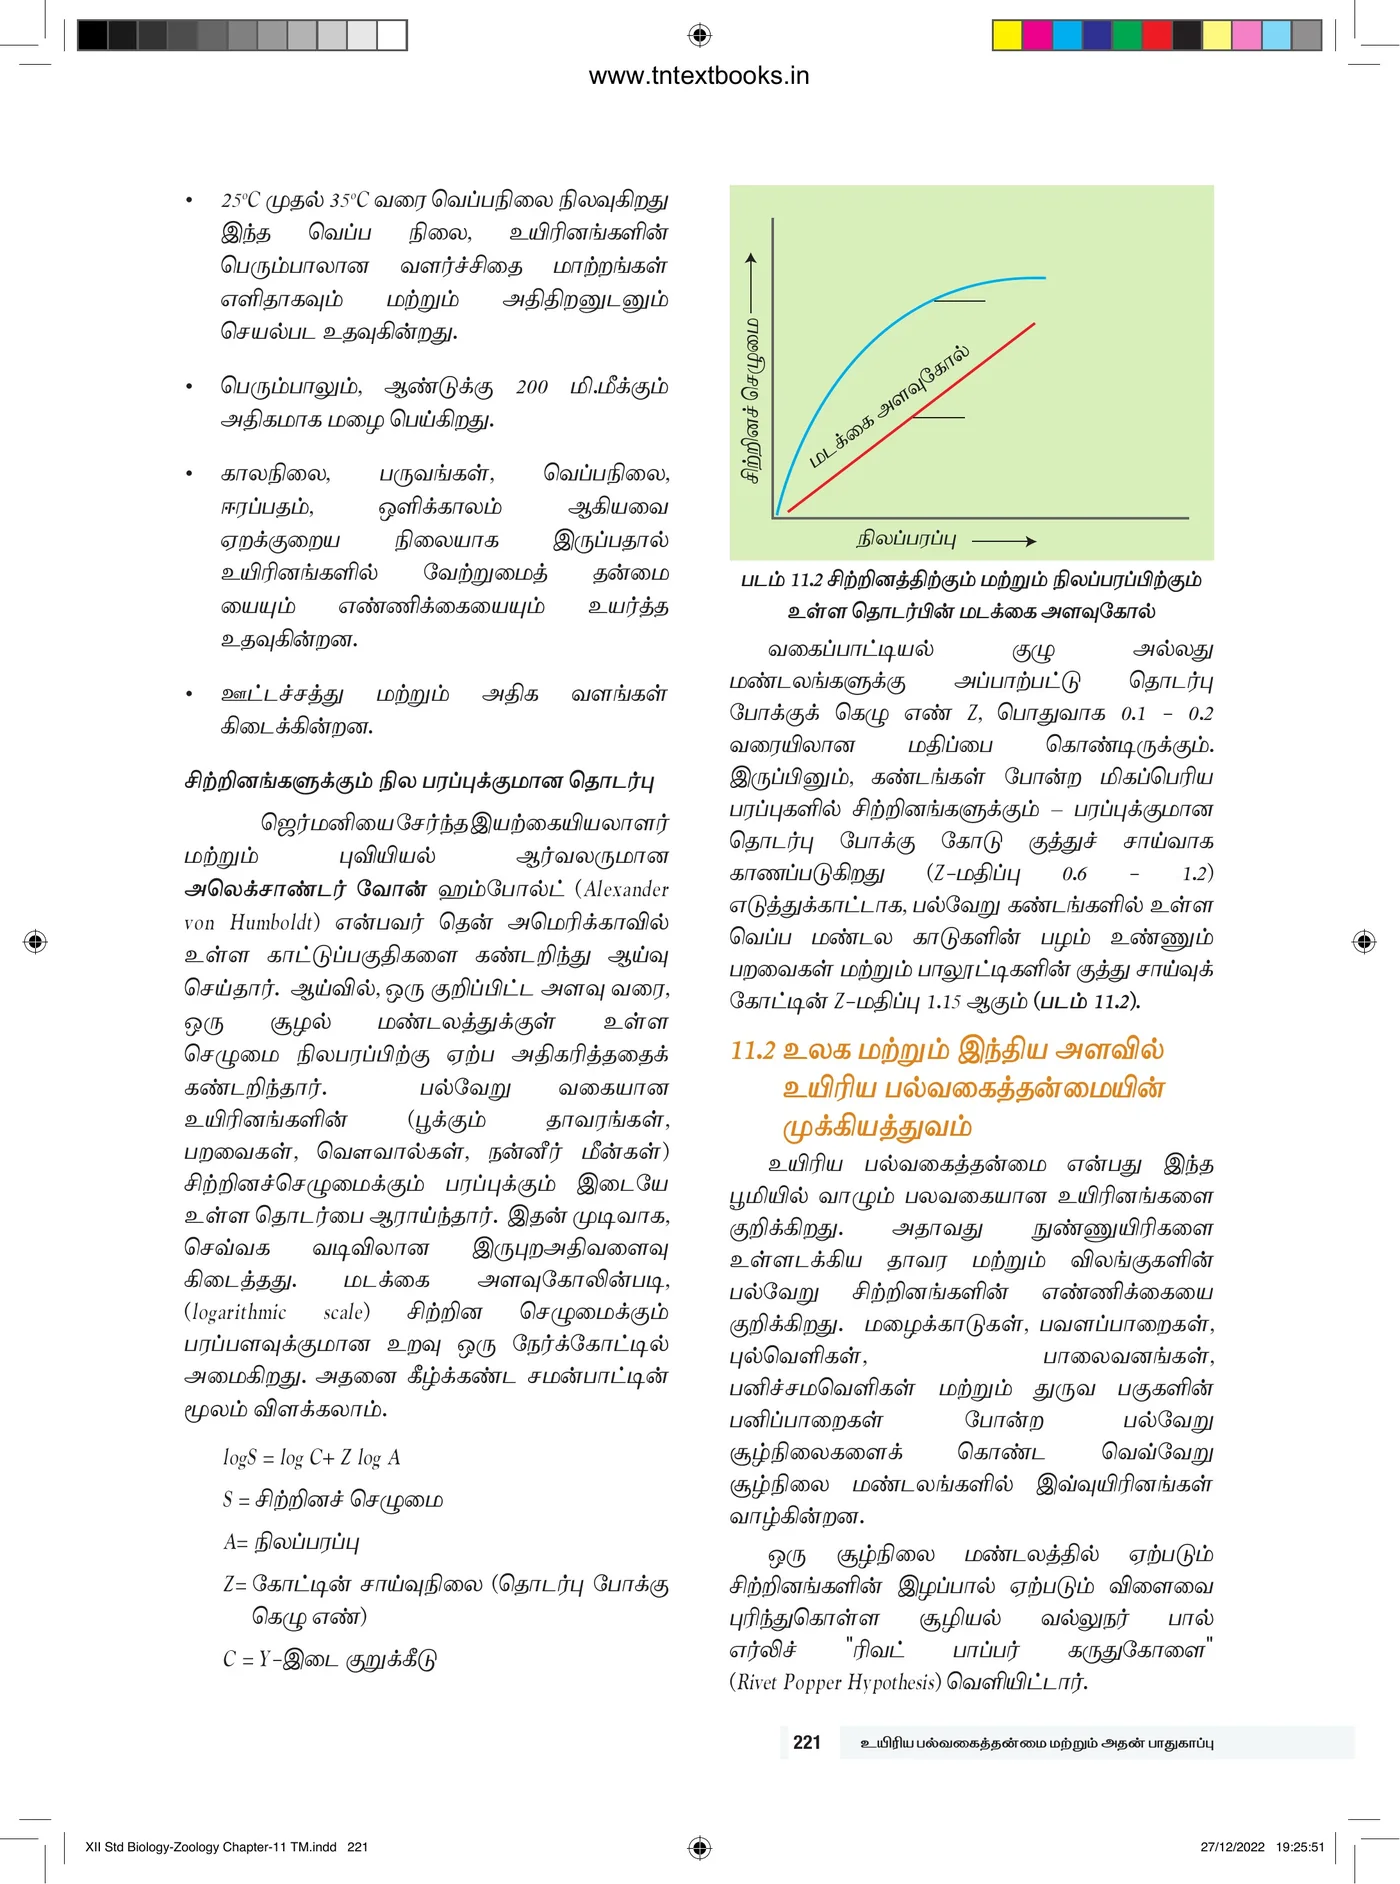 www.tntextbooks.in
• 25ºC முதல் 35ºC வரை வெப்பநிலை நிலவுகிறது
இந்த வெப்ப நிலை, உயிரினங்களின்
பெரும்பாலான வளர்ச்சிதை மாற்றங்கள்
எளிதாகவும் மற்றும் அதிதிறனுடனும்
செயல்பட உதவுகின்றது.
• பெரும்பாலும், ஆண்டுக்கு 200 மி.மீக்கும்
அதிகமாக மழை பெய்கிறது.
• காலநிலை, பருவங்கள், வெப்பநிலை,
ஈரப்பதம், ஒளிக்காலம் ஆகியவை
ஏறக்குறைய நிலையாக இருப்பதால்
உயிரினங்களில் வேற்றுமைத் தன்மை
யையும் எண்ணிக்கையையும் உயர்த்த
உதவுகின்றன.
• ஊட்டச்சத்து மற்றும் அதிக வளங்கள்
கிடைக்கின்றன.
சிற்றினங்களுக்கும் நில பரப்புக்குமான தொடர்பு
ஜெர்மனியைசேர்ந்தஇயற்கையியலாளர்
மற்றும் புவியியல் ஆர்வலருமான
அலெக்சாண்டர் வோன் ஹம்போல்ட் (Alexander
von Humboldt) என்பவர் தென் அமெரிக்காவில்
உள்ள காட்டுப்பகுதிகளை கண்டறிந்து ஆய்வு
செய்தார். ஆய்வில், ஒரு குறிப்பிட்ட அளவு வரை,
ஒரு சூழல் மண்டலத்துக்குள் உள்ள
செழுமை நிலபரப்பிற்கு ஏற்ப அதிகரித்ததைக்
கண்டறிந்தார். பல்வேறு வகையான
உயிரினங்களின் (பூக்கும் தாவரங்கள்,
பறவைகள், வௌவால்கள், நன்னீர் மீன்கள்)
சிற்றினச்செழுமைக்கும் பரப்புக்கும் இடையே
உள்ள தொடர்பை ஆராய்ந்தார். இதன் முடிவாக,
செவ்வக வடிவிலான இருபுறஅதிவளைவு
கிடைத்தது. மடக்கை அளவுகோலின்படி,
(logarithmic scale) சிற்றின செழுமைக்கும்
பரப்பளவுக்குமான உறவு ஒரு நேர்க்கோட்டில்
அமைகிறது. அதனை கீழ்க்கண்ட சமன்பாட்டின்
மூலம் விளக்கலாம்.
logS = log C+ Z log A
S = சிற்றினச் செழுமை
A= நிலப்பரப்பு
Z= கோட்டின் சாய்வுநிலை (தொடர்பு போக்கு
கெழு எண்)
C = Y-இடை குறுக்கீடு
சிற்றினச் செழுமை
மடக்கை அளவுகோல்
நிலப்பரப்பு
படம் 11.2 சிற்றினத்திற்கும் மற்றும் நிலப்பரப்பிற்கும்
உள்ள தொடர்பின் மடக்கை அளவுகோல்
வகைப்பாட்டியல் குழு அல்லது
மண்டலங்களுக்கு அப்பாற்பட்டு தொடர்பு
போக்குக் கெழு எண் Z, பொதுவாக 0.1 - 0.2
வரையிலான மதிப்பை கொண்டிருக்கும்.
இருப்பினும், கண்டங்கள் போன்ற மிகப்பெரிய
பரப்புகளில் சிற்றினங்களுக்கும் – பரப்புக்குமான
தொடர்பு போக்கு கோடு குத்துச் சாய்வாக
காணப்படுகிறது (Z-மதிப்பு 0.6 - 1.2)
எடுத்துக்காட்டாக, பல்வேறு கண்டங்களில் உள்ள
வெப்ப மண்டல காடுகளின் பழம் உண்ணும்
பறவைகள் மற்றும் பாலூட்டிகளின் குத்து சாய்வுக்
கோட்டின் Z-மதிப்பு 1.15 ஆகும் (படம் 11.2).
11.2 உலக மற்றும் இந்திய அளவில்
உயிரிய பல்வகைத்தன்மையின்
முக்கியத்துவம்
உயிரிய பல்வகைத்தன்மை என்பது இந்த
பூமியில் வாழும் பலவகையான உயிரினங்களை
குறிக்கிறது. அதாவது நுண்ணுயிரிகளை
உள்ளடக்கிய தாவர மற்றும் விலங்குகளின்
பல்வேறு சிற்றினங்களின் எண்ணிக்கையை
குறிக்கிறது. மழைக்காடுகள், பவளப்பாறைகள்,
புல்வெளிகள், பாலைவனங்கள்,
பனிச்சமவெளிகள் மற்றும் துருவ பகுகளின்
பனிப்பாறைகள் போன்ற பல்வேறு
சூழ்நிலைகளைக் கொண்ட வெவ்வேறு
சூழ்நிலை மண்டலங்களில் இவ்வுயிரினங்கள்
வாழ்கின்றன.
ஒரு சூழ்நிலை மண்டலத்தில் ஏற்படும்
சிற்றினங்களின் இழப்பால் ஏற்படும் விளைவை
புரிந்துகொள்ள சூழியல் வல்லுநர் பால்
எர்லிச் "ரிவட் பாப்பர் கருதுகோளை"
(Rivet Popper Hypothesis) வெளியிட்டார்.
221 உயிரிய பல்வகைத்தன்மை மற்றும் அதன் பாதுகாப்பு
XII Std Biology-Zoology Chapter-11 TM.indd 221
27/12/2022 19:25:51